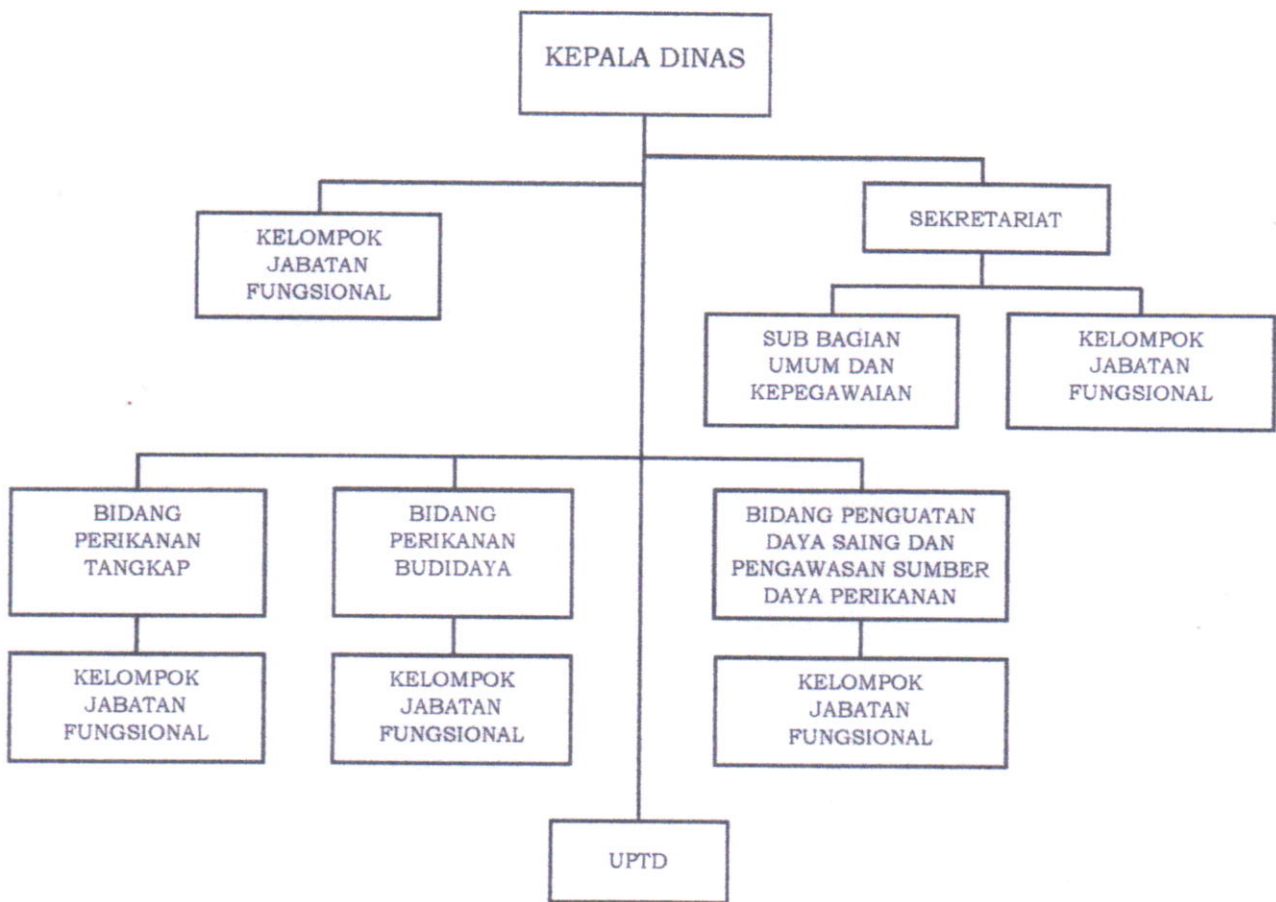 KEPALA DINAS
KELOMPOK
JABATAN
FUNGSIONAL
SEKRETARIAT
SUB BAGIAN
UMUM DAN
KEPEGAWAIAN
KELOMPOK
JABATAN
FUNGSIONAL
BIDANG
PERIKANAN
TANGKAP
BIDANG
PERIKANAN
BUDIDAYA
BIDANG PENGUATAN
DAYA SAING DAN
PENGAWASAN SUMBER
DAYA PERIKANAN
KELOMPOK
JABATAN
FUNGSIONAL
KELOMPOK
JABATAN
FUNGSIONAL
KELOMPOK
JABATAN
FUNGSIONAL
UPTD